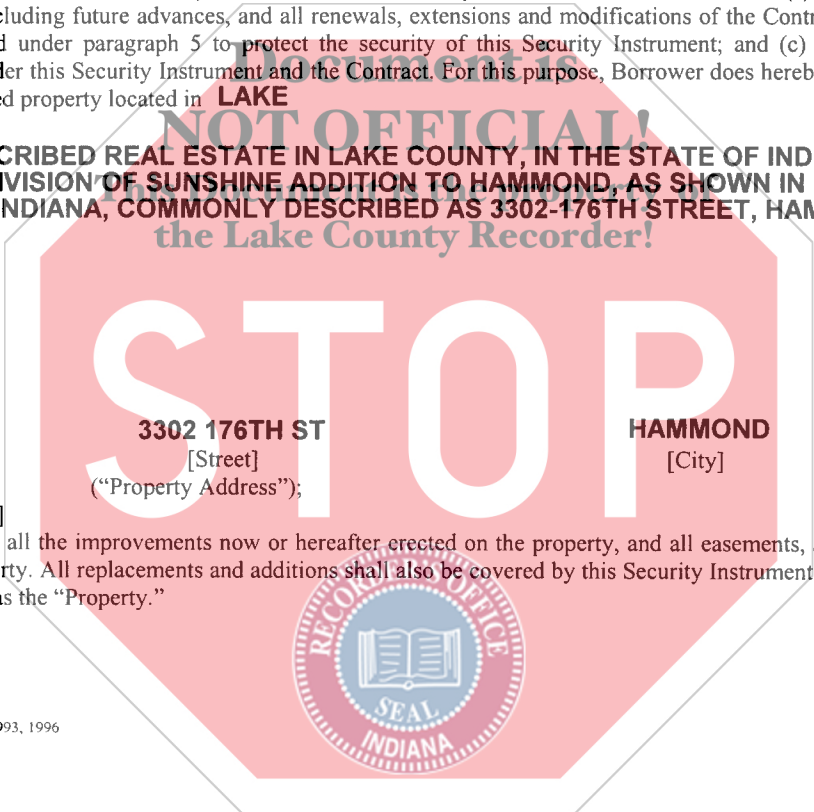 cluding future advances, and all renewals, extensions and modifications of the Contr
d under paragraph 5 to protect the security of this Security Instrument; and (c)
der this Security Instrument and the Contract. For this purpose, Borrower does hereb
ed property located in LAKE
Document is
NOT OFFICIAL!
CRIBED REAL ESTATE IN LAKE COUNTY, IN THE STATE OF IND
VISION OF SUNSHINE ADDITION TO HAMMOND, AS SHOWN IN
This Document is the property of
NDIANA, COMMONLY DESCRIBED AS 3302-176TH STREET, HAM
the Lake County Recorder!
STOP
3302 176TH ST HAMMOND
[Street] [City]
("Property Address");
]
all the improvements now or hereafter erected on the property, and all easements,
rty. All replacements and additions shall also be covered by this Security Instrument
as the "Property."
RECORDER'S OFFICE
SEAL
INDIANA
993, 1996